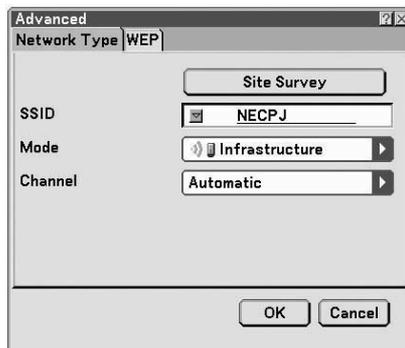 Advanced
Network Type WEP
Site Survey
SSID NECPJ
Mode Infrastructure
Channel Automatic
OK Cancel